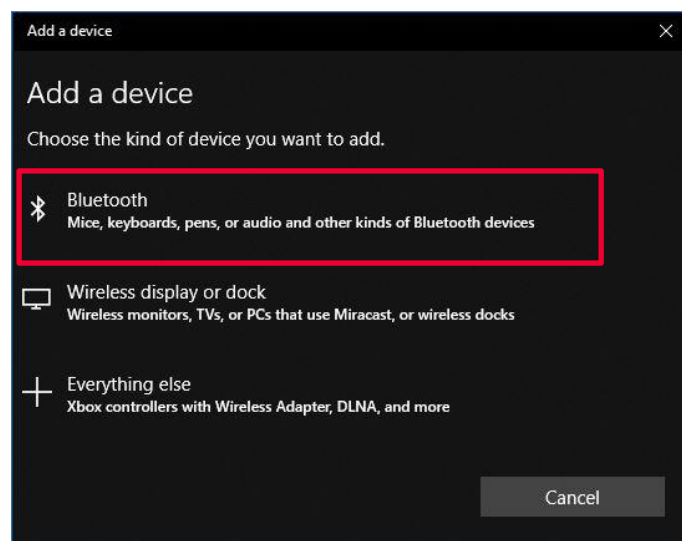 Add a device
Add a device
Choose the kind of device you want to add.
Bluetooth
Mice, keyboards, pens, or audio and other kinds of Bluetooth devices
Wireless display or dock
Wireless monitors, TVs, or PCs that use Miracast, or wireless docks
Everything else
Xbox controllers with Wireless Adapter, DLNA, and more
Cancel